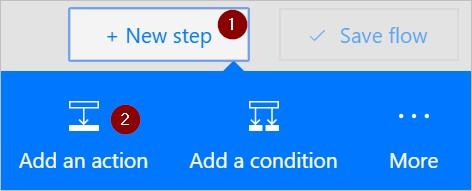 + New step
1
Save flow
2
Add an action
Add a condition
More